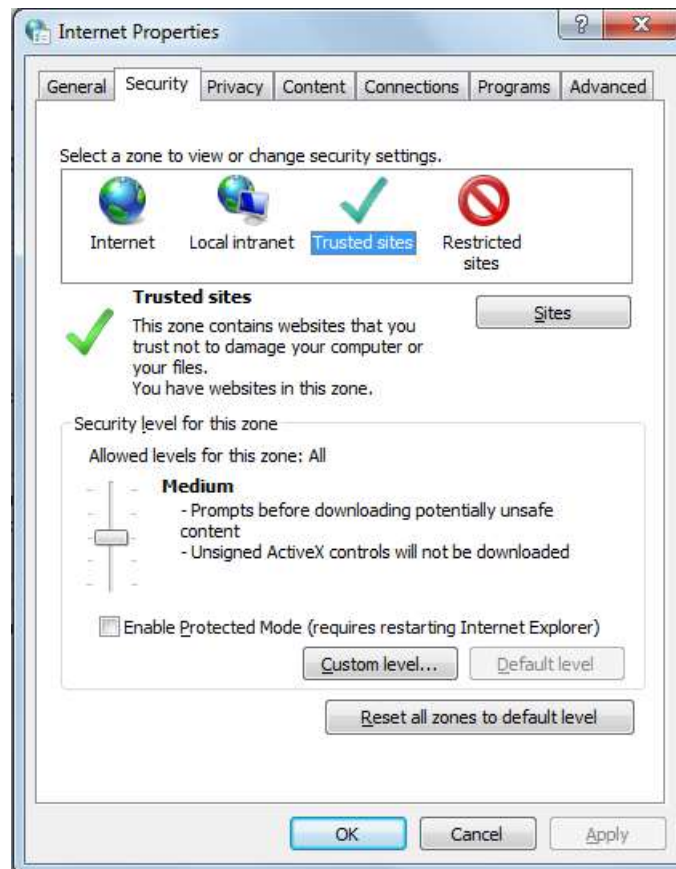 Internet Properties
General Security Privacy Content Connections Programs Advanced
Select a zone to view or change security settings.
Internet Local intranet Trusted sites Restricted
sites
Trusted sites
Sites
This zone contains websites that you
trust not to damage your computer or
your files.
You have websites in this zone.
Security level for this zone
Allowed levels for this zone: All
Medium
- Prompts before downloading potentially unsafe
content
- Unsigned ActiveX controls will not be downloaded
Enable Protected Mode (requires restarting Internet Explorer)
Custom level... Default level
Reset all zones to default level
OK Cancel Apply